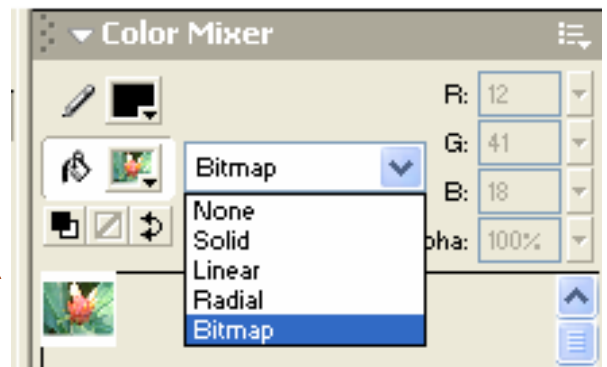 Color Mixer
R: 12
G: 41
Bitmap
B: 18
None
Solid
pha: 100%
Linear
Radial
Bitmap